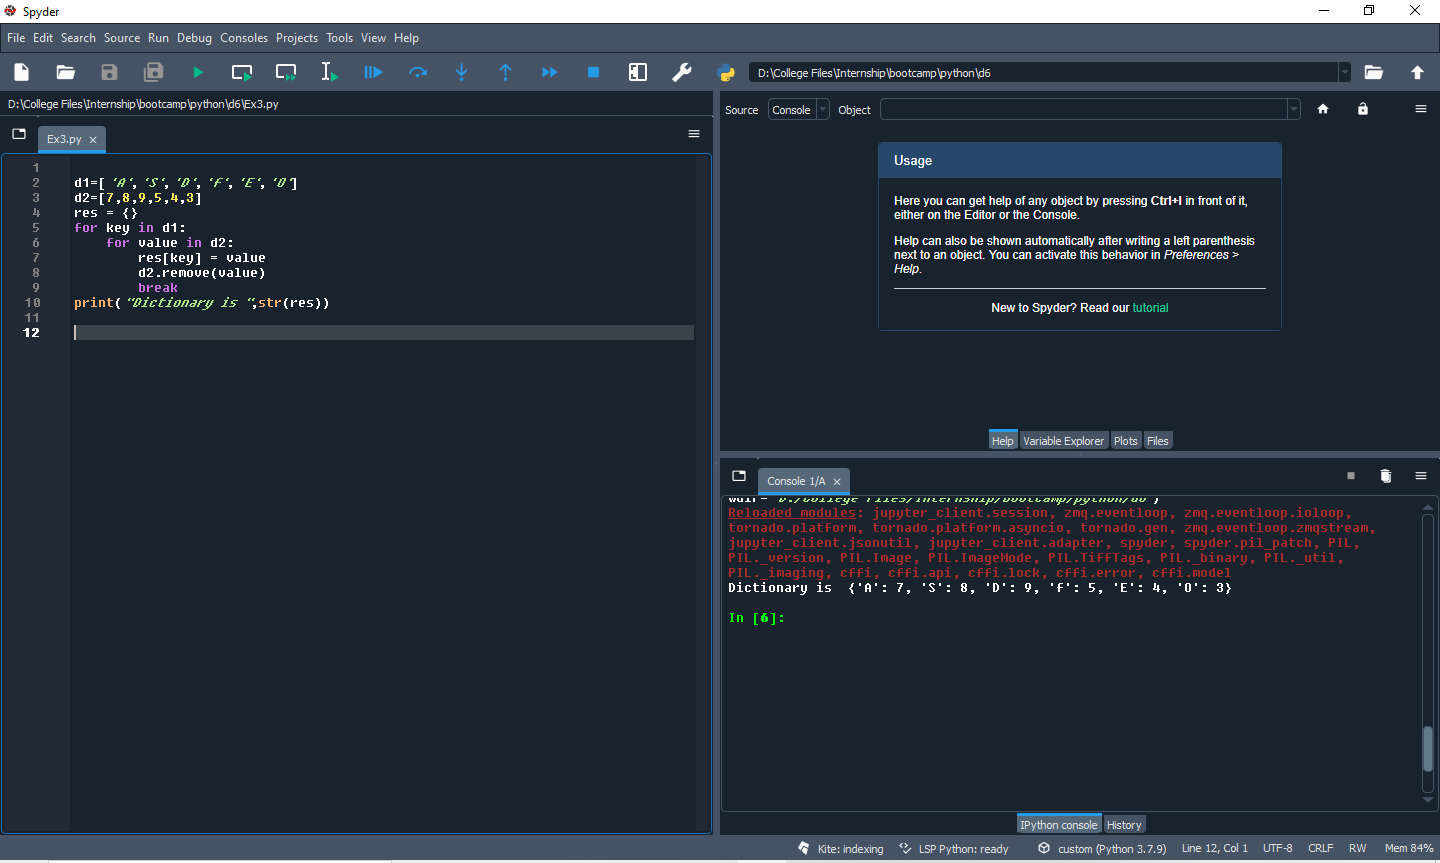 Spyder
File Edit Search Source Run Debug Consoles Projects Tools View Help
D:\College Files\Internship\bootcamp\python\d6
D:\College Files\Internship\bootcamp\python\d6\Ex3.py
Ex3.py
1
2 d1=[ 'A', 'S', 'D', 'f', 'E', 'O']
3 d2=[7,8,9,5,4,3]
4 res = {}
5 for key in d1:
6 for value in d2:
7 res[key] = value
8 d2.remove(value)
9 break
10 print( "Dictionary is ",str(res))
11
12
Source Console Object
Usage
Here you can get help of any object by pressing Ctrl+I in front of it,
either on the Editor or the Console.
Help can also be shown automatically after writing a left parenthesis
next to an object. You can activate this behavior in Preferences >
Help.
New to Spyder? Read our tutorial
Help Variable Explorer Plots Files
Console 1/A
wdir='D:/College Files/Internship/bootcamp/python/d6')
Reloaded modules: jupyter_client.session, zmq.eventloop, zmq.eventloop.ioloop,
tornado.platform, tornado.platform.asyncio, tornado.gen, zmq.eventloop.zmqstream,
jupyter_client.jsonutil, jupyter_client.adapter, spyder, spyder.pil_patch, PIL,
PIL._version, PIL.Image, PIL.ImageMode, PIL.TiffTags, PIL._binary, PIL._util,
PIL._imaging, cffi, cffi.api, cffi.lock, cffi.error, cffi.model
Dictionary is  {'A': 7, 'S': 8, 'D': 9, 'f': 5, 'E': 4, 'O': 3}
In [6]:
IPython console History
Kite: indexing LSP Python: ready custom (Python 3.7.9) Line 12, Col 1 UTF-8 CRLF RW Mem 84%